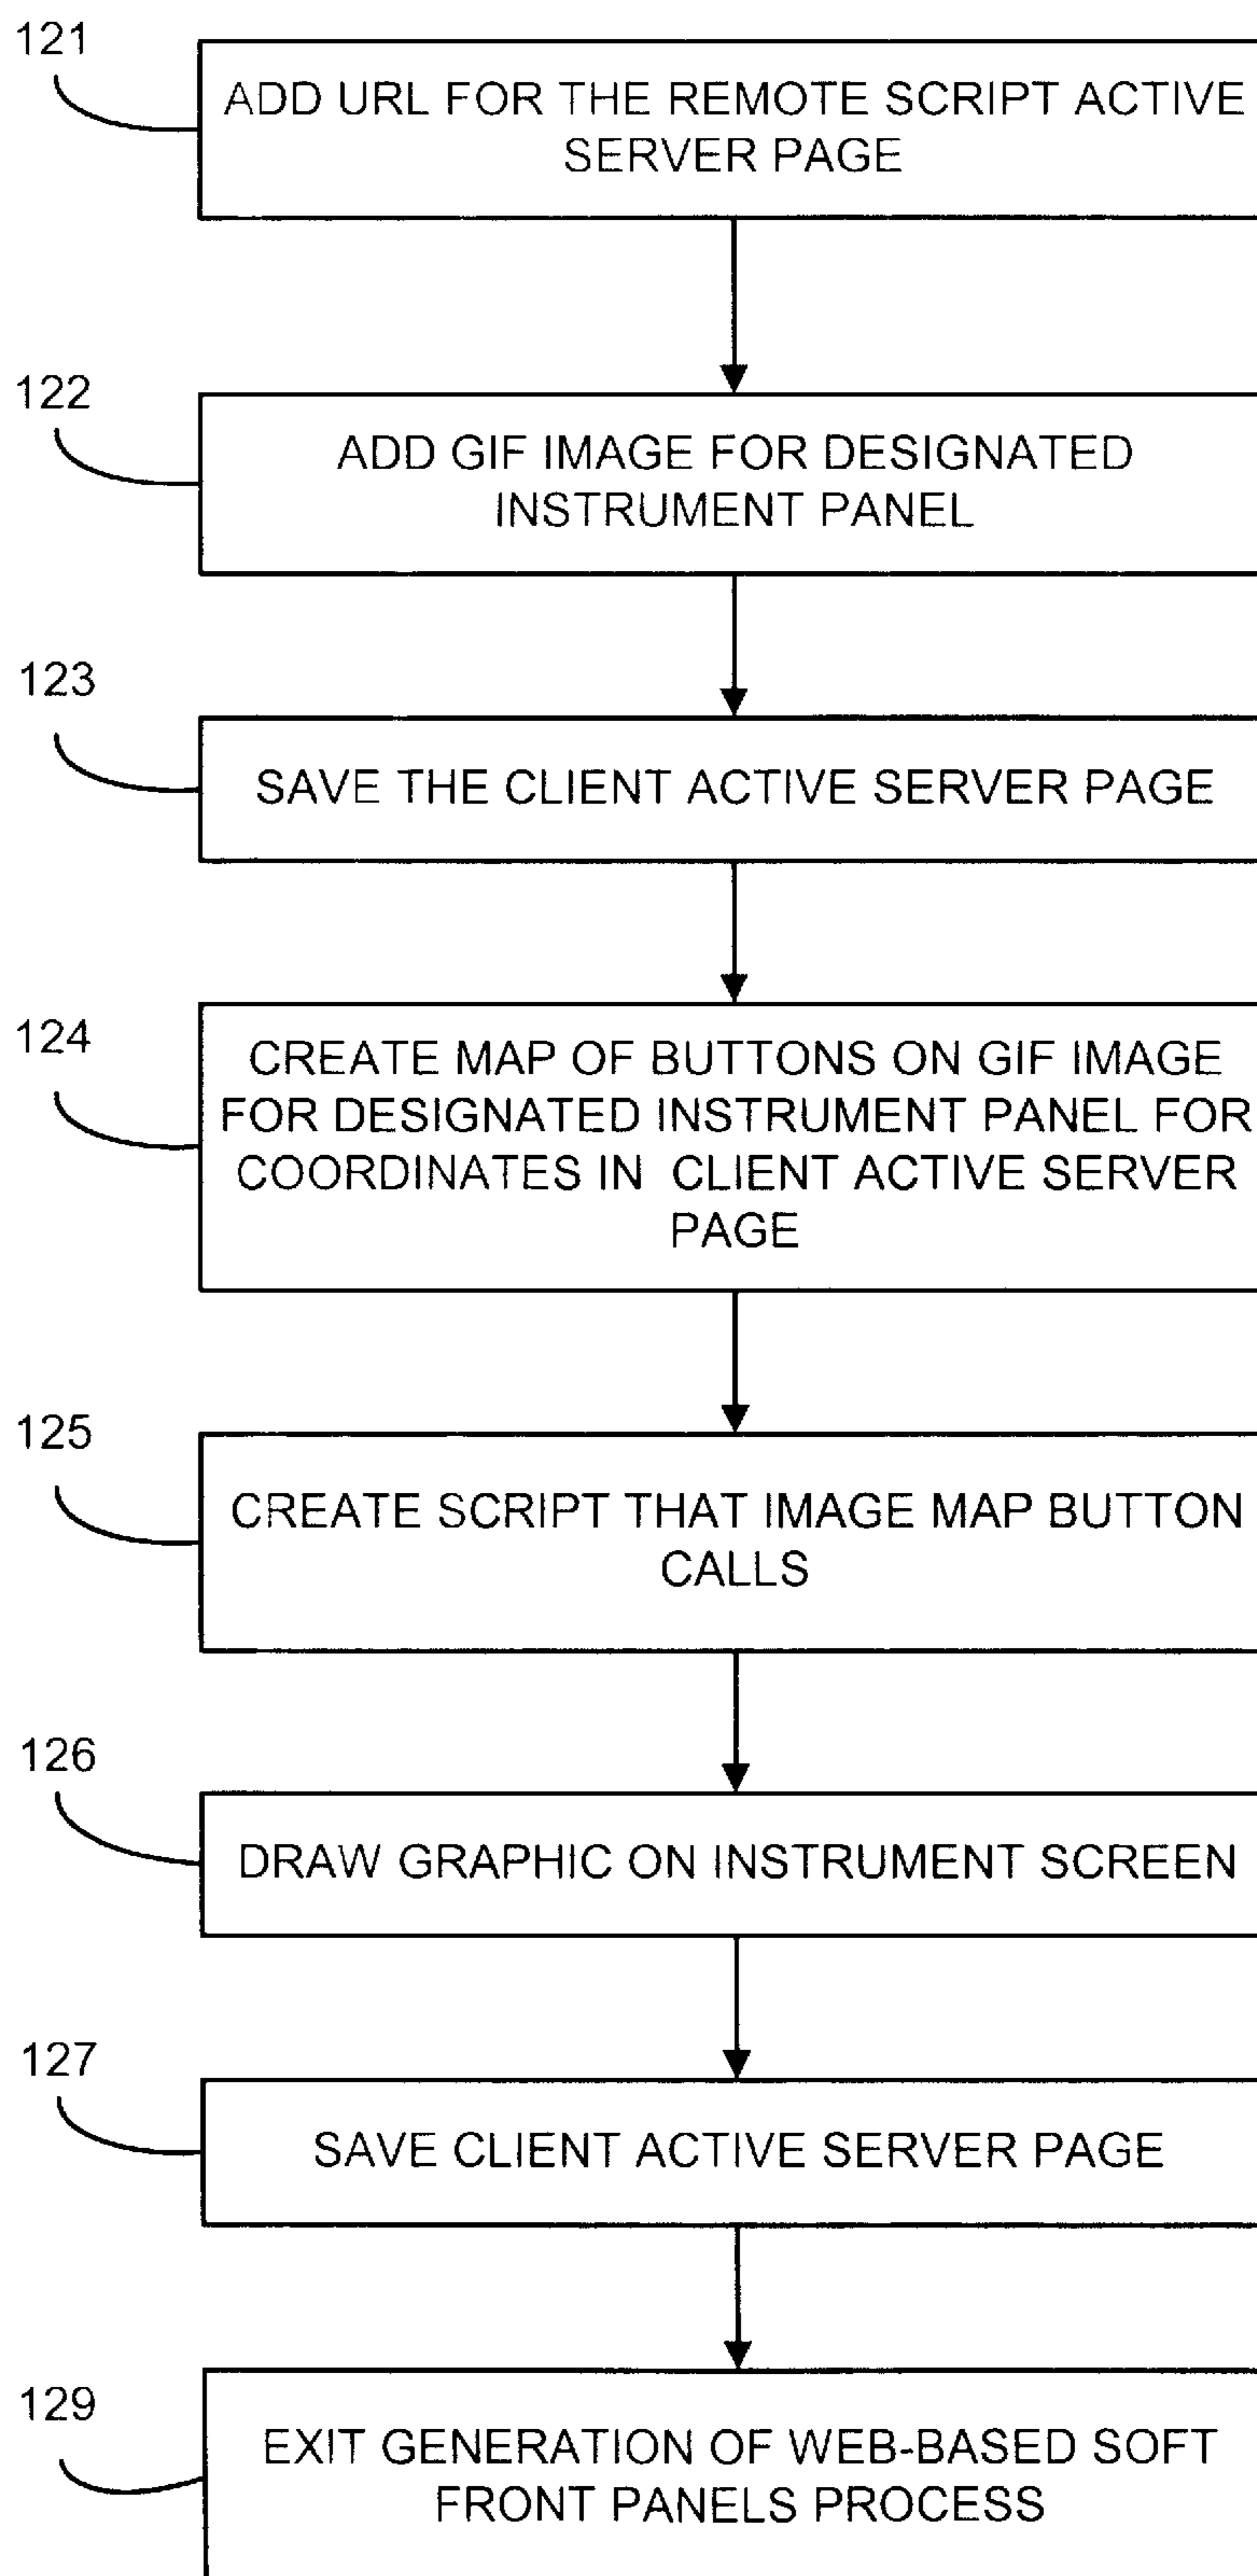 121
ADD URL FOR THE REMOTE SCRIPT ACTIVE
SERVER PAGE
122
ADD GIF IMAGE FOR DESIGNATED
INSTRUMENT PANEL
123
SAVE THE CLIENT ACTIVE SERVER PAGE
124
CREATE MAP OF BUTTONS ON GIF IMAGE
FOR DESIGNATED INSTRUMENT PANEL FOR
COORDINATES IN CLIENT ACTIVE SERVER
PAGE
125
CREATE SCRIPT THAT IMAGE MAP BUTTON
CALLS
126
DRAW GRAPHIC ON INSTRUMENT SCREEN
127
SAVE CLIENT ACTIVE SERVER PAGE
129
EXIT GENERATION OF WEB-BASED SOFT
FRONT PANELS PROCESS